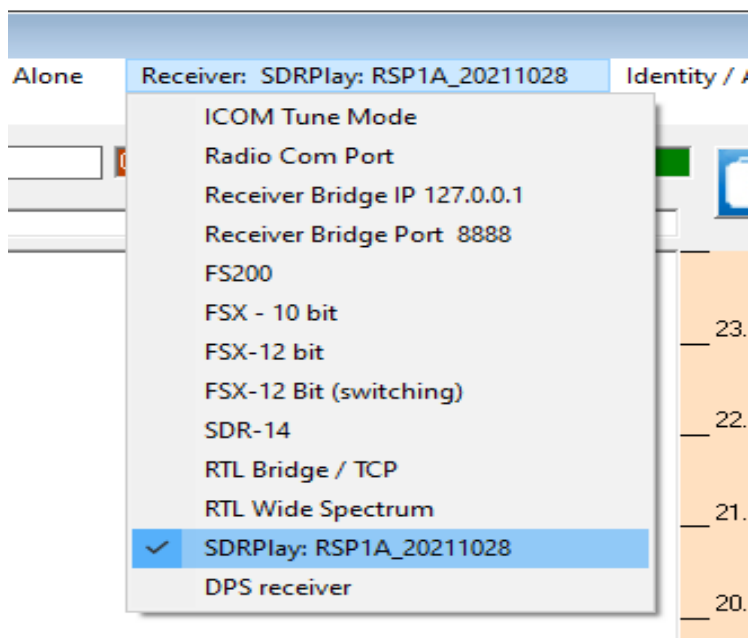 Alone Receiver: SDRPlay: RSP1A_20211028 Identity / A
ICOM Tune Mode
Radio Com Port
Receiver Bridge IP 127.0.0.1
Receiver Bridge Port 8888
FS200
FSX - 10 bit
23.
FSX-12 bit
FSX-12 Bit (switching)
22.
SDR-14
RTL Bridge / TCP
RTL Wide Spectrum
21.
SDRPlay: RSP1A_20211028
DPS receiver
20.